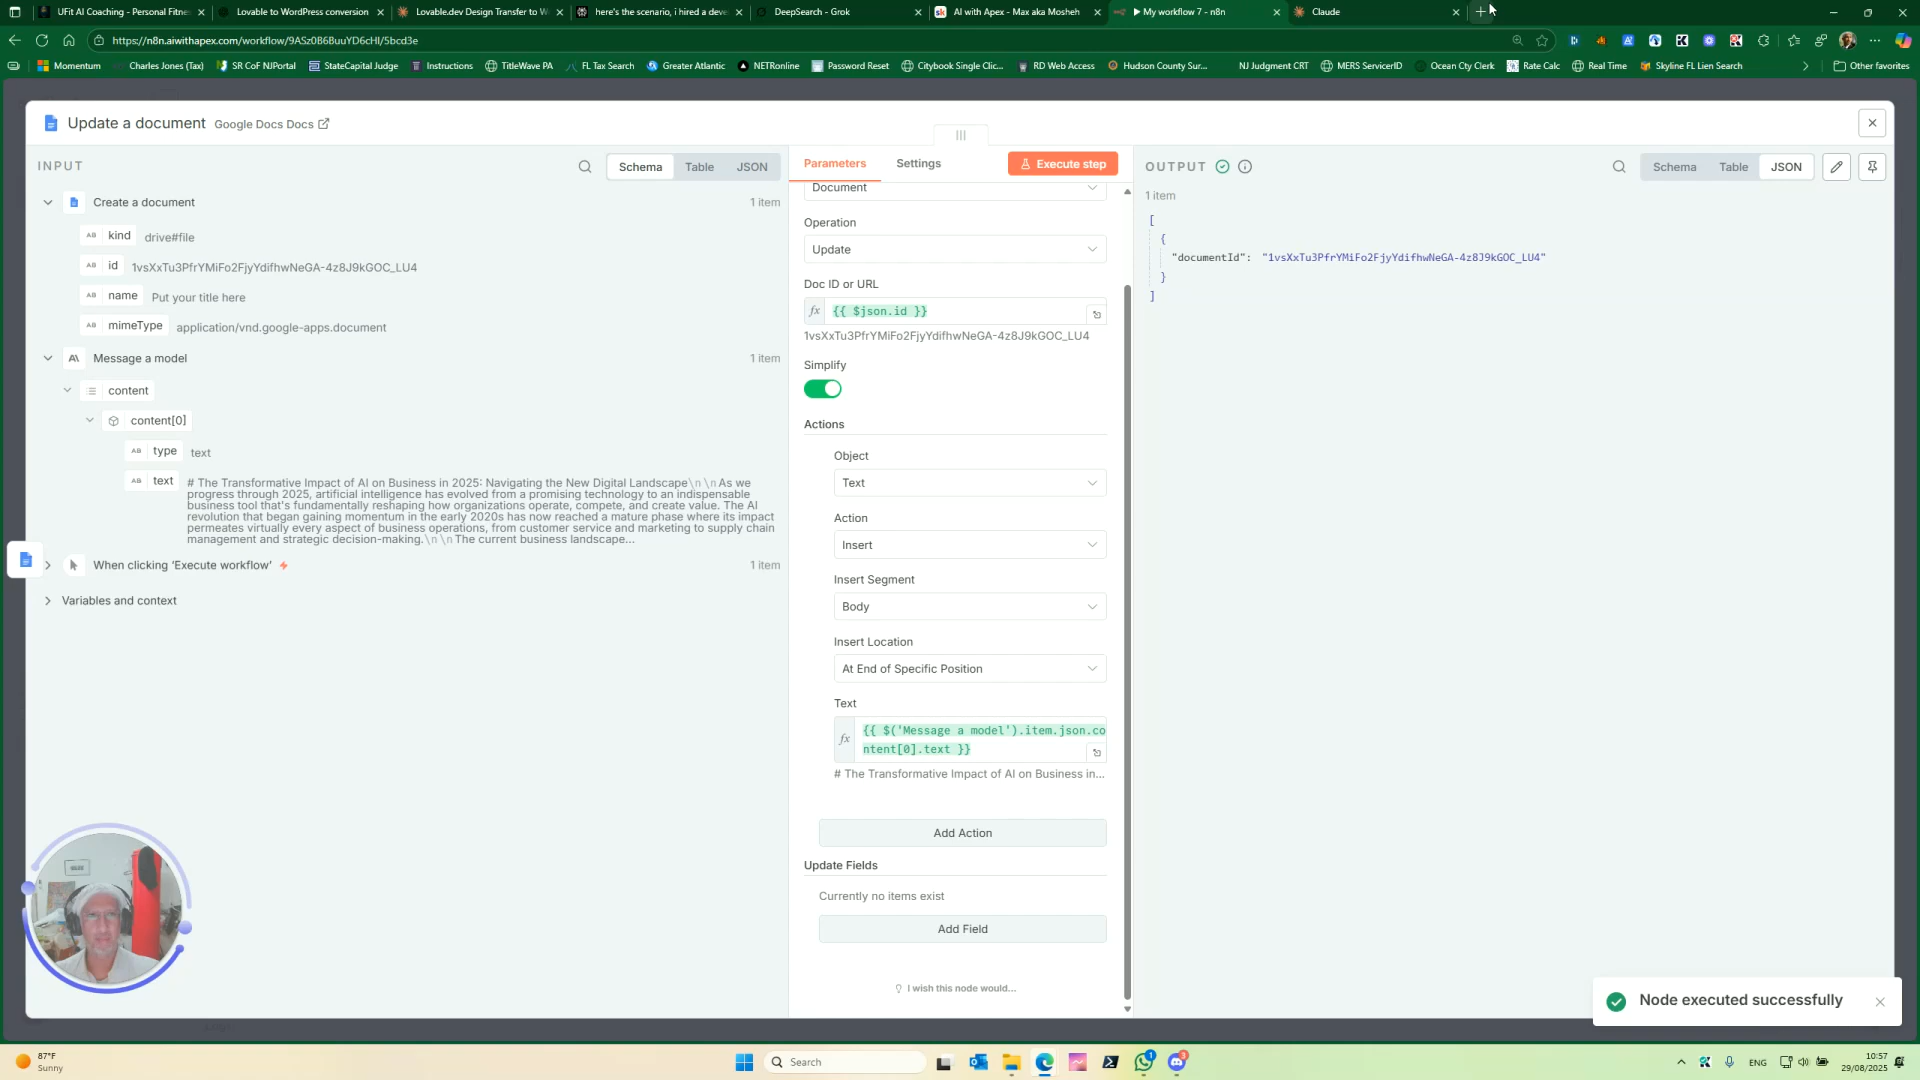 UFit AI Coaching - Personal Fitne
Lovable to WordPress conversion
Lovable.dev Design Transfer to W
here's the scenario, i hired a deve
DeepSearch - Grok
AI with Apex - Max aka Mosheh
▶ My workflow 7 - n8n
Claude
https://n8n.aiwithapex.com/workflow/9ASz0B6BuuYD6cHI/5bcd3e
Momentum
Charles Jones (Tax)
SR CoF NJPortal
StateCapital Judge
Instructions
TitleWave PA
FL Tax Search
Greater Atlantic
NETRonline
Password Reset
Citybook Single Clic...
RD Web Access
Hudson County Sur...
NJ Judgment CRT
MERS ServicerID
Ocean Cty Clerk
Rate Calc
Real Time
Skyline FL Lien Search
Other favorites
Update a document Google Docs Docs
INPUT
Schema Table JSON
Create a document 1 item
AB kind drive#file
AB id 1vsXxTu3PfrYMiFo2FjyYdifhwNeGA-4z8J9kGOC_LU4
AB name Put your title here
AB mimeType application/vnd.google-apps.document
Message a model 1 item
content
content[0]
AB type text
AB text # The Transformative Impact of AI on Business in 2025: Navigating the New Digital Landscape\n \n As we
progress through 2025, artificial intelligence has evolved from a promising technology to an indispensable
business tool that's fundamentally reshaping how organizations operate, compete, and create value. The AI
revolution that began gaining momentum in the early 2020s has now reached a mature phase where its impact
permeates virtually every aspect of business operations, from customer service and marketing to supply chain
management and strategic decision-making.\n \n The current business landscape...
When clicking ‘Execute workflow’ 1 item
Variables and context
Parameters Settings Execute step
Document
Operation
Update
Doc ID or URL
fx {{ $json.id }}
1vsXxTu3PfrYMiFo2FjyYdifhwNeGA-4z8J9kGOC_LU4
Simplify
Actions
Object
Text
Action
Insert
Insert Segment
Body
Insert Location
At End of Specific Position
Text
fx {{ $('Message a model').item.json.co
ntent[0].text }}
# The Transformative Impact of AI on Business in...
Add Action
Update Fields
Currently no items exist
Add Field
I wish this node would...
OUTPUT
Schema Table JSON
1 item
[
{
"documentId": "1vsXxTu3PfrYMiFo2FjyYdifhwNeGA-4z8J9kGOC_LU4"
}
]
Node executed successfully
87°F
Sunny
Search
ENG
10:57
29/08/2025